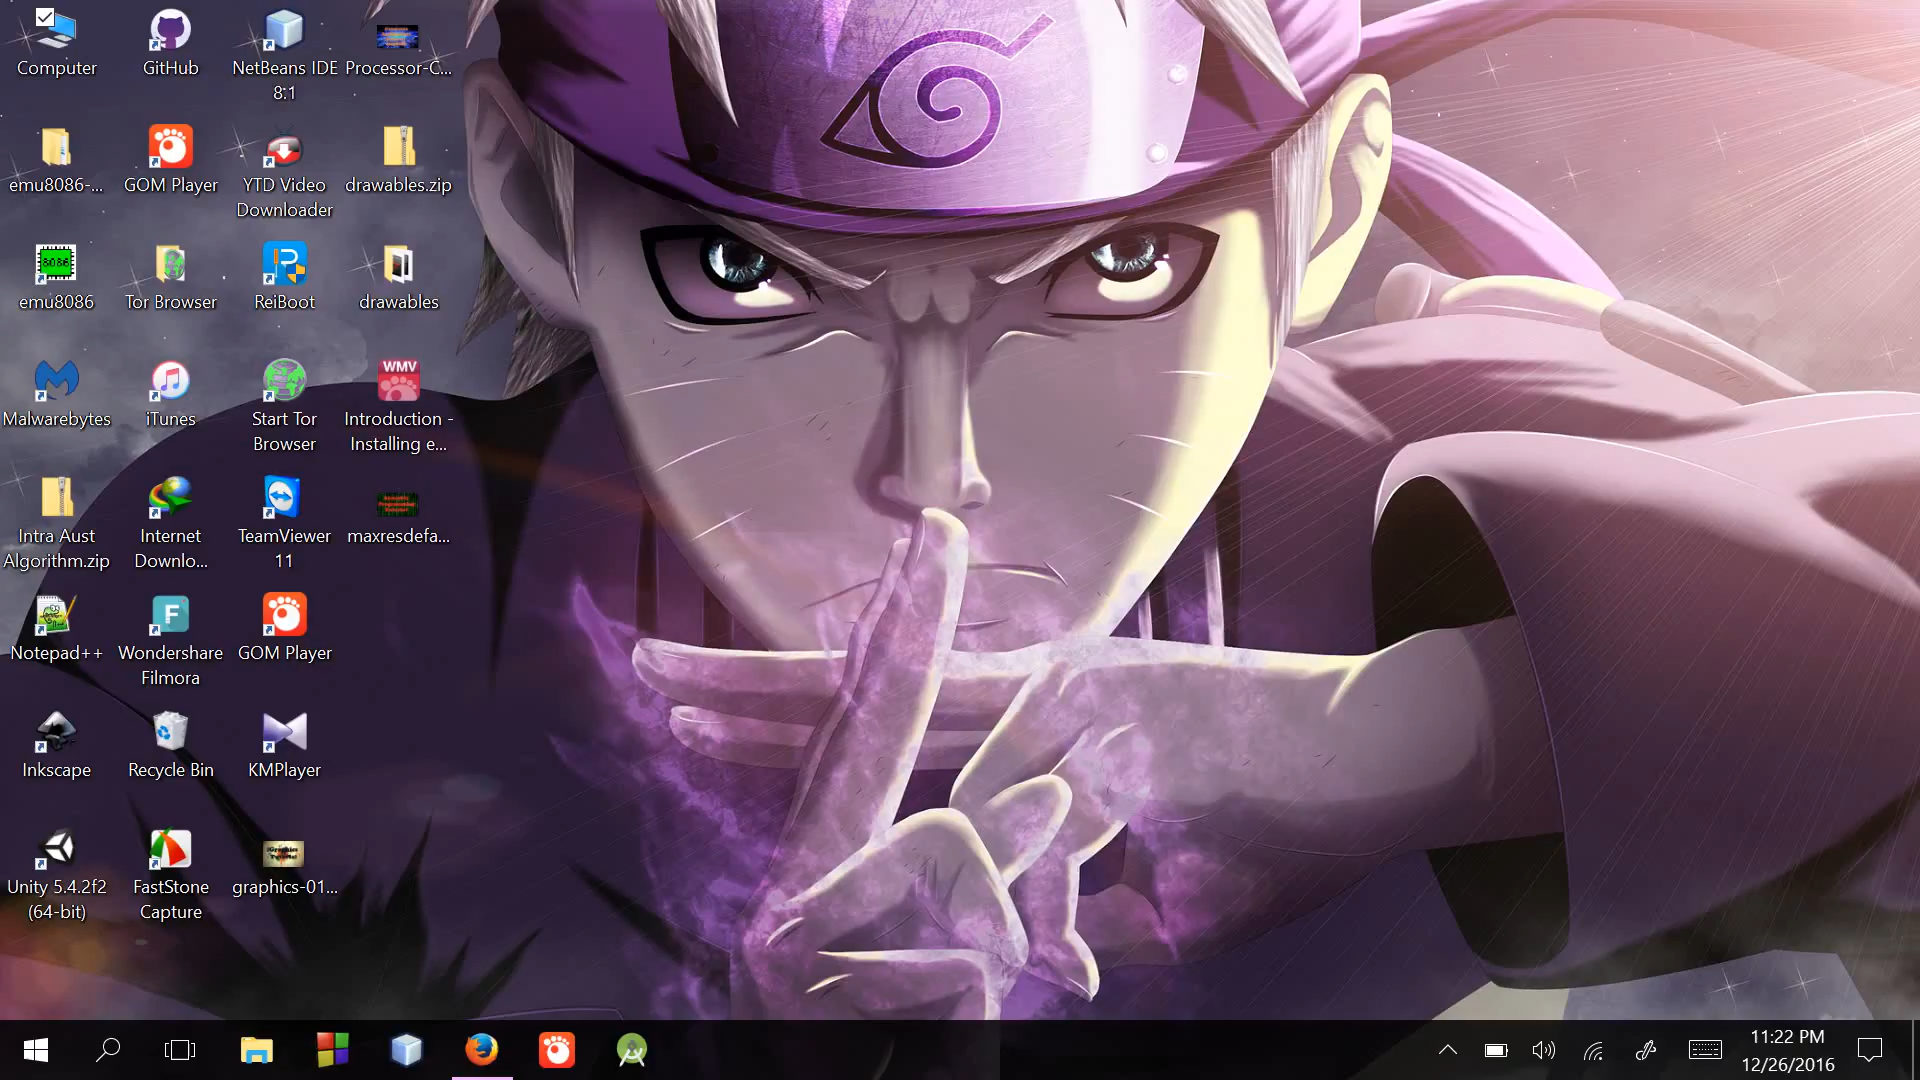 Computer
GitHub
NetBeans IDE
8:1
Processor-C...
emu8086-...
GOM Player
YTD Video
Downloader
drawables.zip
8086
emu8086
Tor Browser
ReiBoot
drawables
Malwarebytes
iTunes
Start Tor
Browser
WMV
Introduction -
Installing e...
Intra Aust
Algorithm.zip
Internet
Downlo...
TeamViewer
11
maxresdefa...
Notepad++
F
Wondershare
Filmora
GOM Player
Inkscape
Recycle Bin
KMPlayer
Unity 5.4.2f2
(64-bit)
FastStone
Capture
iGraphics
Tutorial
graphics-01...
11:22 PM
12/26/2016